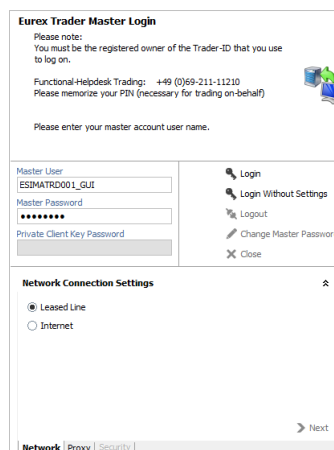 Eurex Trader Master Login
Please note:
You must be the registered owner of the Trader-ID that you use
to log on.
Functional-Helpdesk Trading: +49 (0)69-211-11210
Please memorize your PIN (necessary for trading on-behalf)
Please enter your master account user name.
Master User
ESIMATRD001_GUI
Master Password
●●●●●●●●
Private Client Key Password
Login
Login Without Settings
Logout
Change Master Passwor
Close
Network Connection Settings
Leased Line
Internet
Next
Network Proxy Security